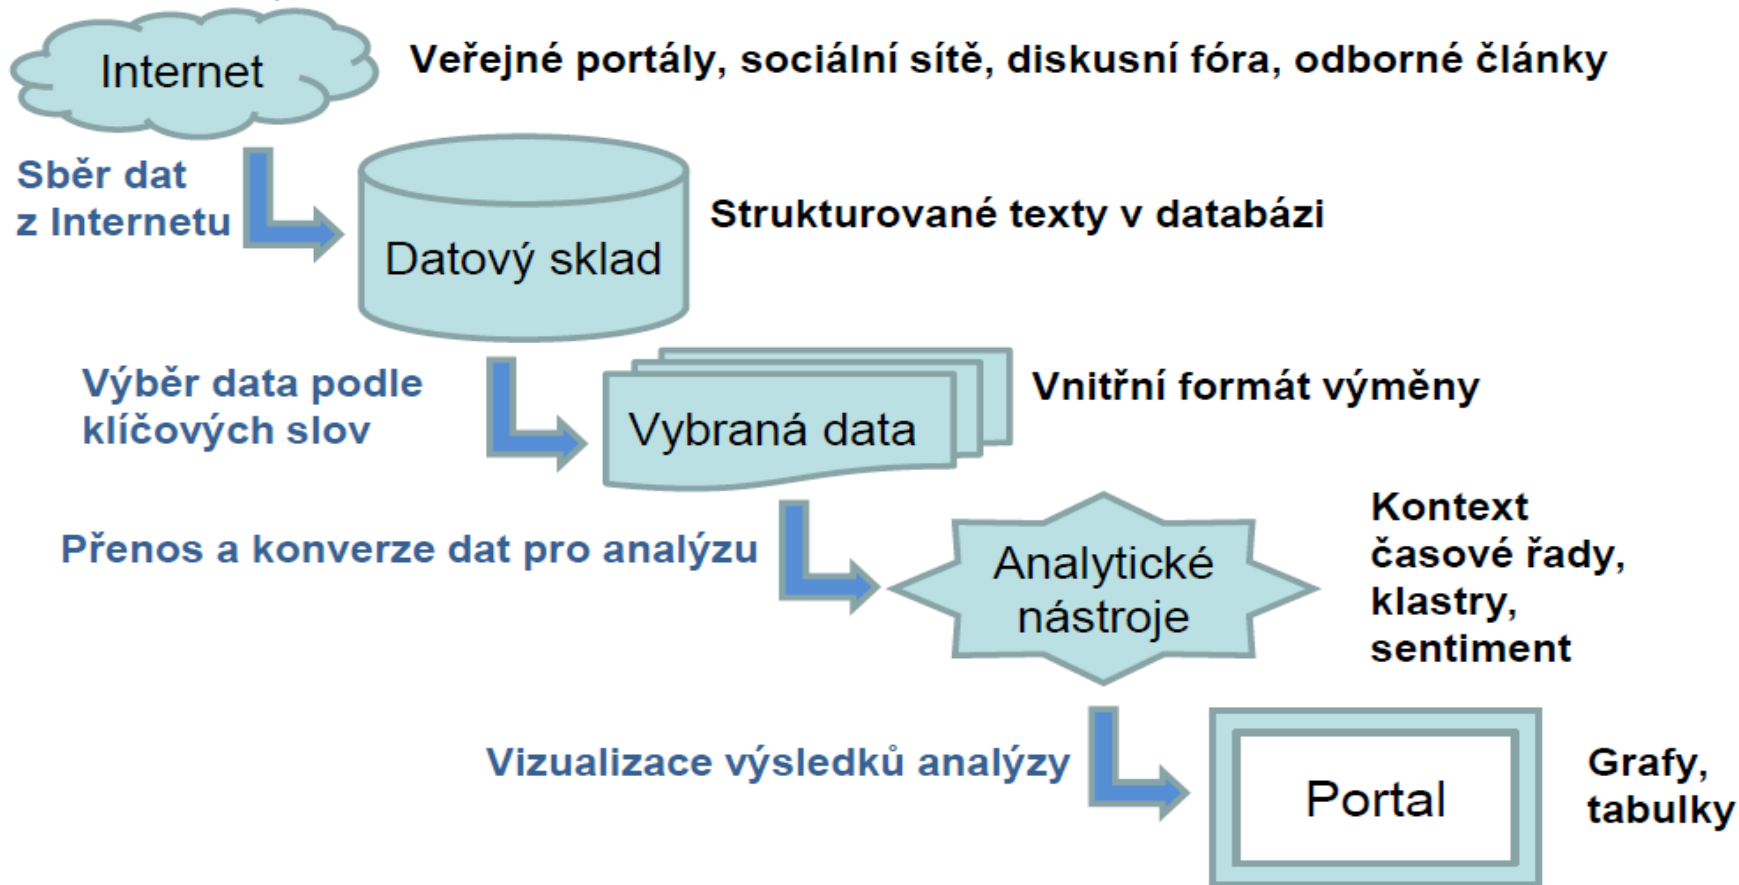 Internet
Veřejné portály, sociální sítě, diskusní fóra, odborné články
Sběr dat
z Internetu
Datový sklad
Strukturované texty v databázi
Výběr data podle
klíčových slov
Vybraná data
Vnitřní formát výměny
Přenos a konverze dat pro analýzu
Analytické
nástroje
Kontext
časové řady,
klastry,
sentiment
Vizualizace výsledků analýzy
Portal
Grafy,
tabulky